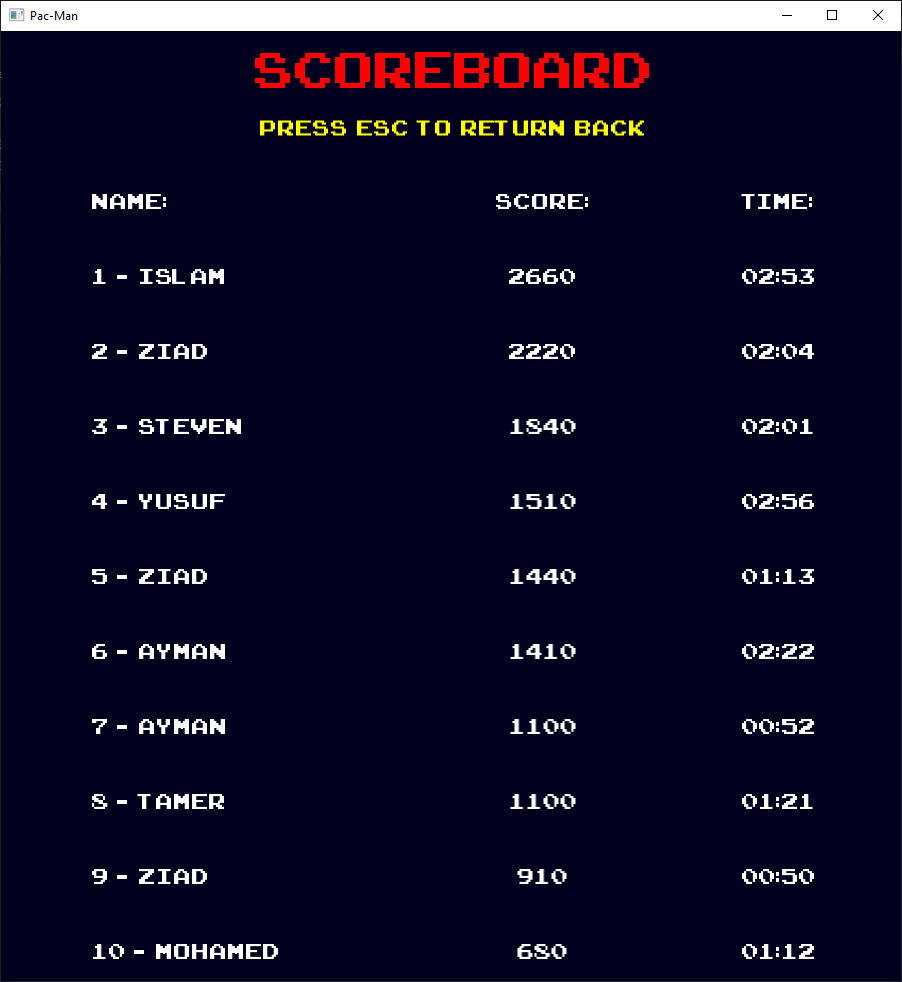 Pac-Man
SCOREBOARD
PRESS ESC TO RETURN BACK
NAME: SCORE: TIME:
1 - ISLAM 2660 02:53
2 - ZIAD 2220 02:04
3 - STEVEN 1840 02:01
4 - YUSUF 1510 02:56
5 - ZIAD 1440 01:13
6 - AYMAN 1410 02:22
7 - AYMAN 1100 00:52
8 - TAMER 1100 01:21
9 - ZIAD 910 00:50
10 - MOHAMED 680 01:12